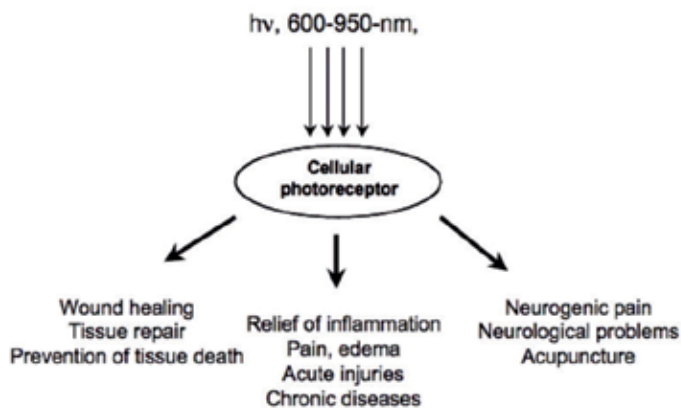 hν, 600-950-nm,
Cellular
photoreceptor
Wound healing
Tissue repair
Prevention of tissue death
Relief of inflammation
Pain, edema
Acute injuries
Chronic diseases
Neurogenic pain
Neurological problems
Acupuncture